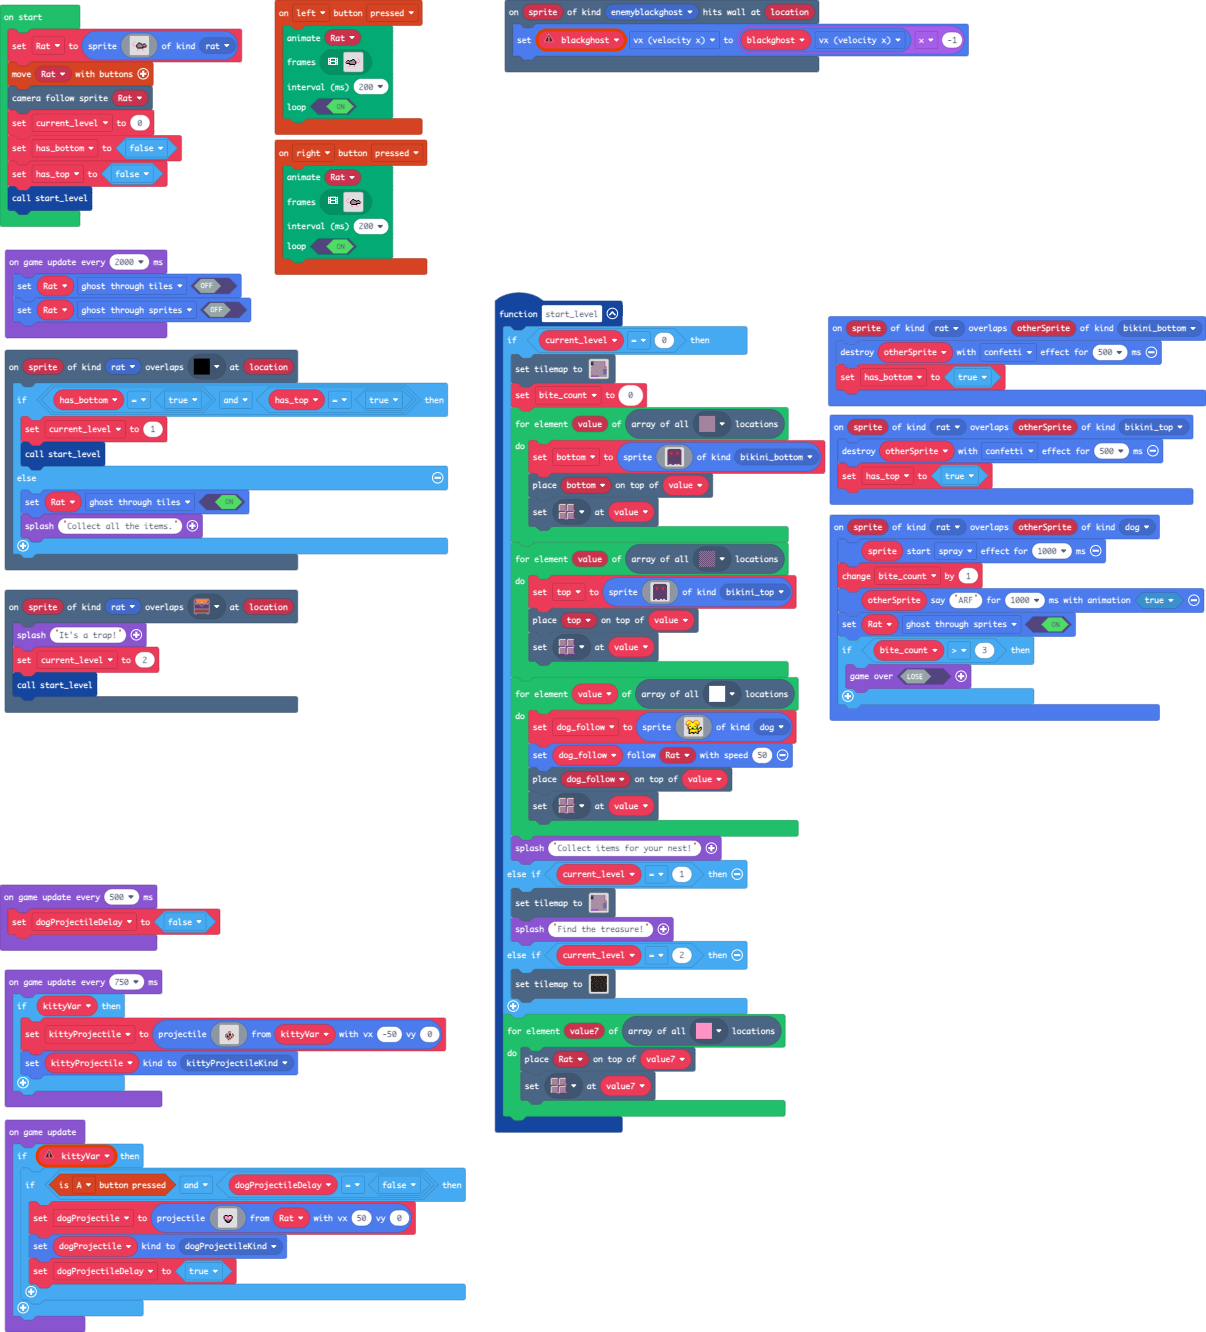 on start
set Rat to sprite of kind rat
move Rat with buttons
camera follow sprite Rat
set current_level to 0
set has_bottom to false
set has_top to false
call start_level
on left button pressed
animate Rat
frames
interval (ms) 200
loop ON
on right button pressed
animate Rat
frames
interval (ms) 200
loop ON
on sprite of kind enemyblackghost hits wall at location
set blackghost vx (velocity x) to blackghost vx (velocity x) x -1
on game update every 2000 ms
set Rat ghost through tiles OFF
set Rat ghost through sprites OFF
on sprite of kind rat overlaps at location
if has_bottom = true and has_top = true then
set current_level to 1
call start_level
else
set Rat ghost through tiles ON
splash "Collect all the items."
on sprite of kind rat overlaps at location
splash "It's a trap!"
set current_level to 2
call start_level
on game update every 500 ms
set dogProjectileDelay to false
on game update every 750 ms
if kittyVar then
set kittyProjectile to projectile from kittyVar with vx -50 vy 0
set kittyProjectile kind to kittyProjectileKind
on game update
if kittyVar then
if is A button pressed and dogProjectileDelay = false then
set dogProjectile to projectile from Rat with vx 50 vy 0
set dogProjectile kind to dogProjectileKind
set dogProjectileDelay to true
function start_level
if current_level = 0 then
set tilemap to
set bite_count to 0
for element value of array of all locations
do set bottom to sprite of kind bikini_bottom
place bottom on top of value
set at value
for element value of array of all locations
do set top to sprite of kind bikini_top
place top on top of value
set at value
for element value of array of all locations
do set dog_follow to sprite of kind dog
set dog_follow follow Rat with speed 50
place dog_follow on top of value
set at value
splash "Collect items for your nest!"
else if current_level = 1 then
set tilemap to
splash "Find the treasure!"
else if current_level = 2 then
set tilemap to
for element value7 of array of all locations
do place Rat on top of value7
set at value7
on sprite of kind rat overlaps otherSprite of kind bikini_bottom
destroy otherSprite with confetti effect for 500 ms
set has_bottom to true
on sprite of kind rat overlaps otherSprite of kind bikini_top
destroy otherSprite with confetti effect for 500 ms
set has_top to true
on sprite of kind rat overlaps otherSprite of kind dog
sprite start spray effect for 1000 ms
change bite_count by 1
otherSprite say "ARF" for 1000 ms with animation true
set Rat ghost through sprites ON
if bite_count > 3 then
game over LOSE